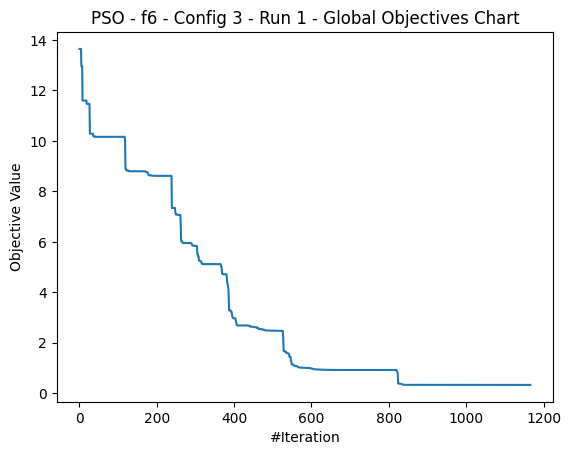 PSO - f6 - Config 3 - Run 1 - Global Objectives Chart
14
12
10
8
6
4
2
0
Objective Value
0 200 400 600 800 1000 1200
#Iteration